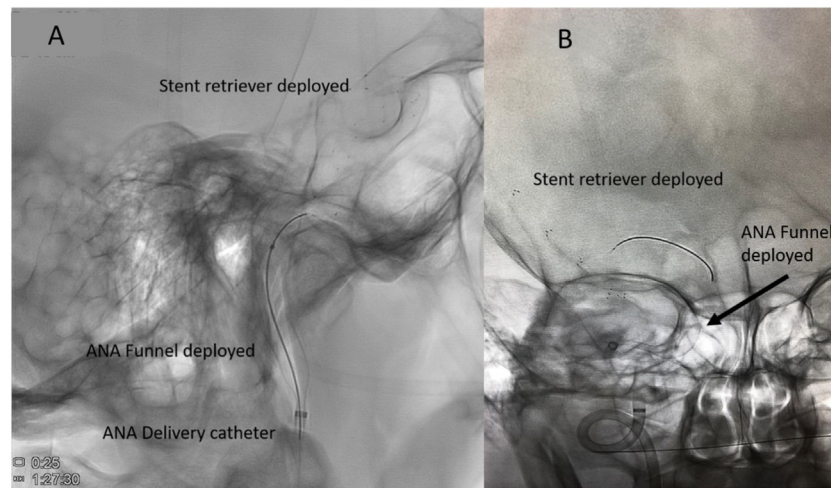 A
Stent retriever deployed
ANA Funnel deployed
ANA Delivery catheter
0:25
1:27:30
B
Stent retriever deployed
ANA Funnel
deployed